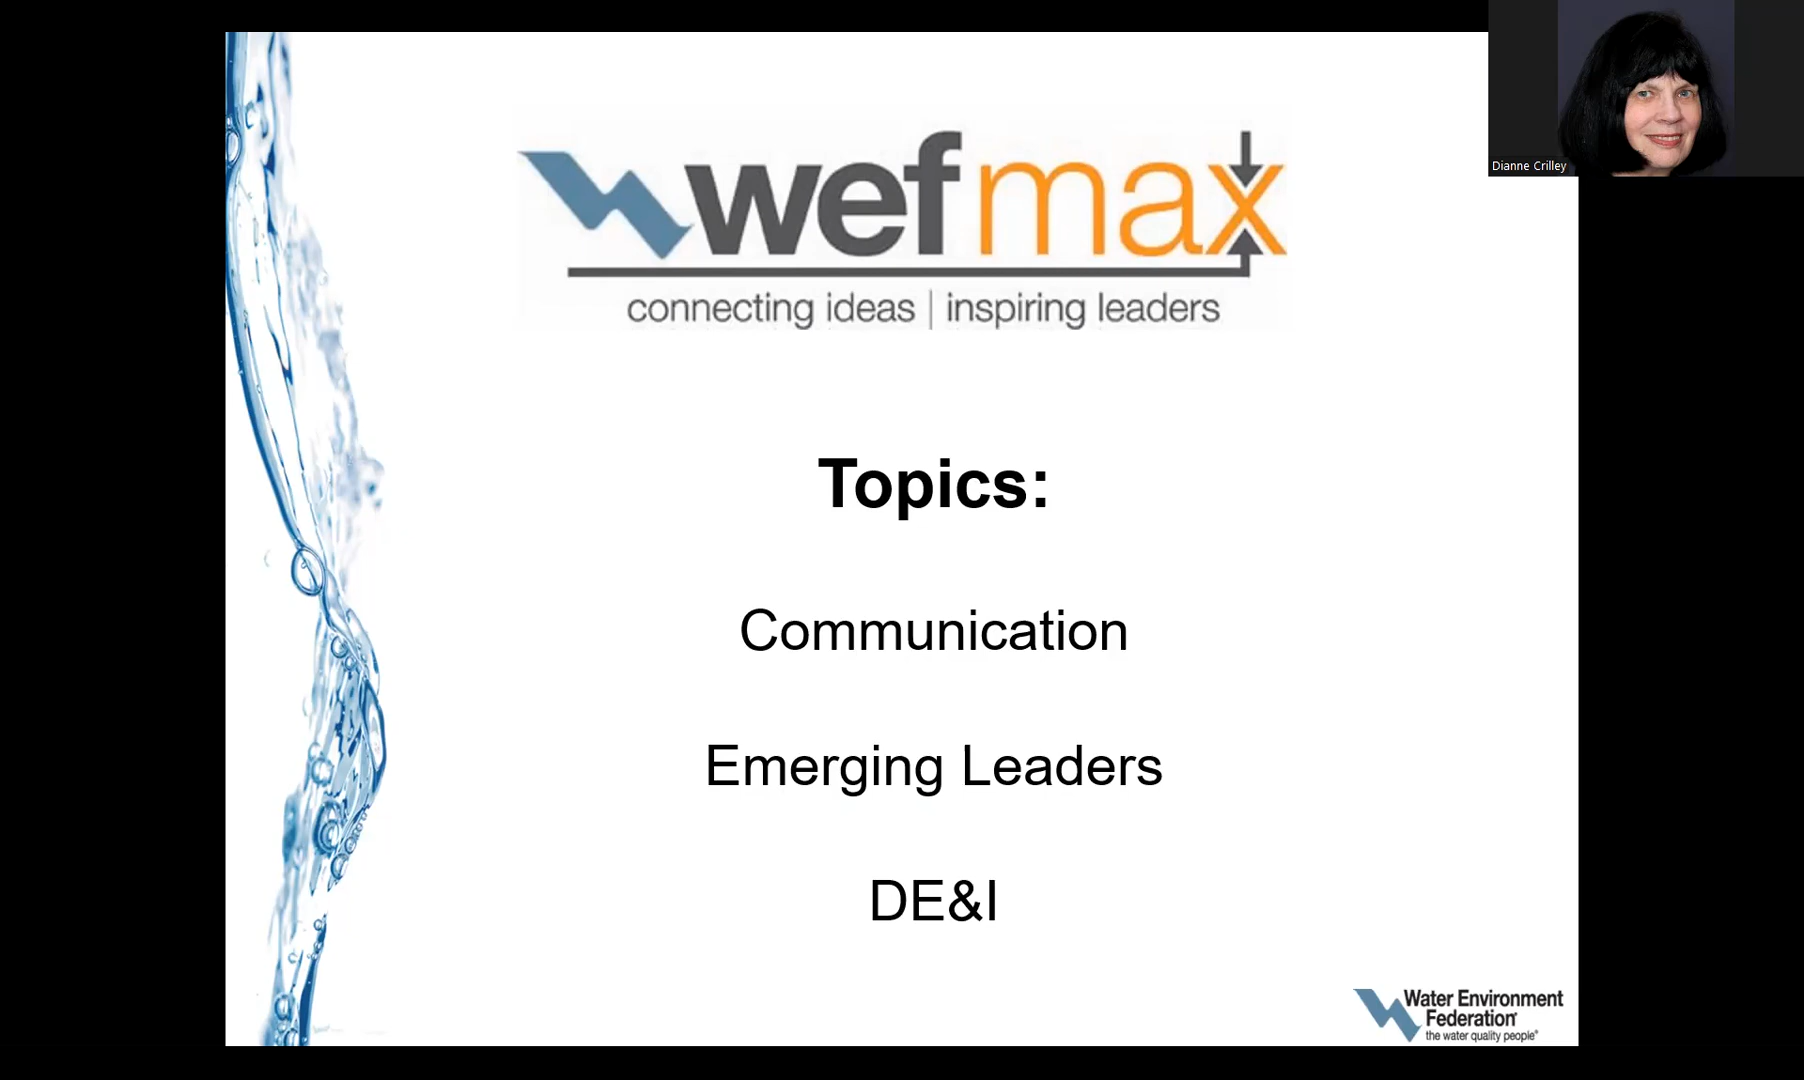 wefmax
connecting ideas | inspiring leaders
Dianne Crilley
Topics:
Communication
Emerging Leaders
DE&I
Water Environment
Federation®
the water quality people®